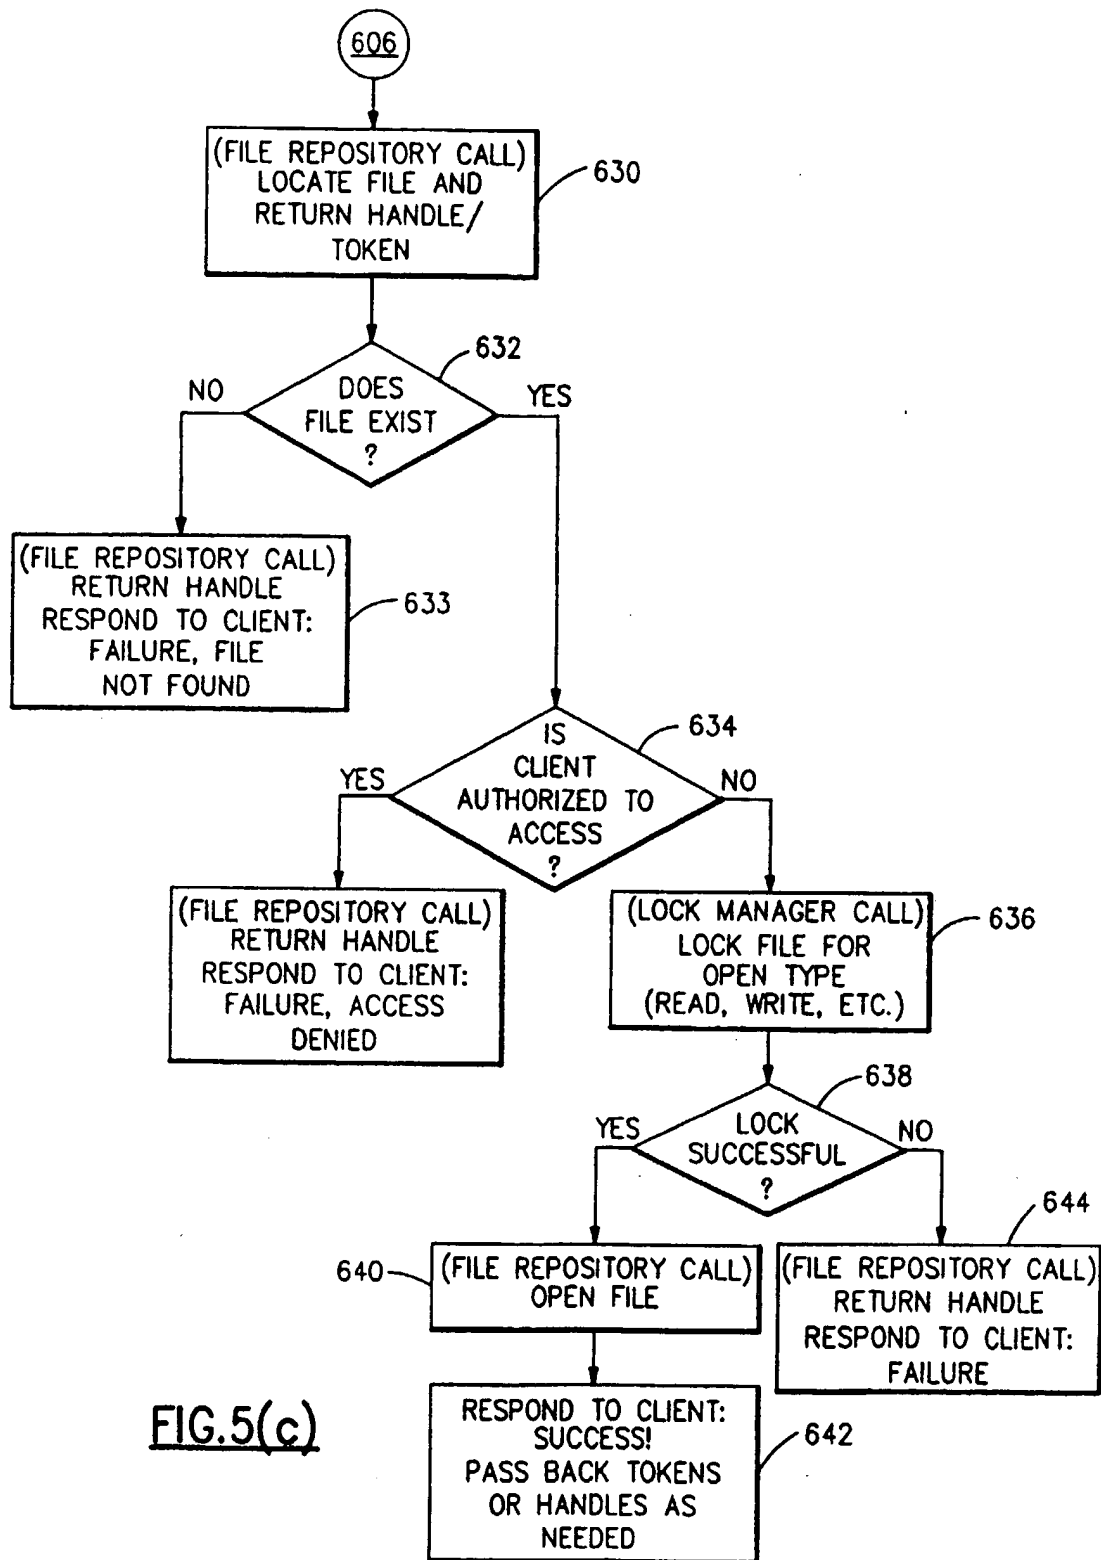 606
(FILE REPOSITORY CALL)
LOCATE FILE AND
RETURN HANDLE/
TOKEN
630
632
DOES
FILE EXIST
?
NO
YES
(FILE REPOSITORY CALL)
RETURN HANDLE
RESPOND TO CLIENT:
FAILURE, FILE
NOT FOUND
633
634
IS
CLIENT
AUTHORIZED TO
ACCESS
?
YES
NO
(FILE REPOSITORY CALL)
RETURN HANDLE
RESPOND TO CLIENT:
FAILURE, ACCESS
DENIED
(LOCK MANAGER CALL)
LOCK FILE FOR
OPEN TYPE
(READ, WRITE, ETC.)
636
638
LOCK
SUCCESSFUL
?
YES
NO
640
(FILE REPOSITORY CALL)
OPEN FILE
644
(FILE REPOSITORY CALL)
RETURN HANDLE
RESPOND TO CLIENT:
FAILURE
RESPOND TO CLIENT:
SUCCESS!
PASS BACK TOKENS
OR HANDLES AS
NEEDED
642
FIG.5(c)